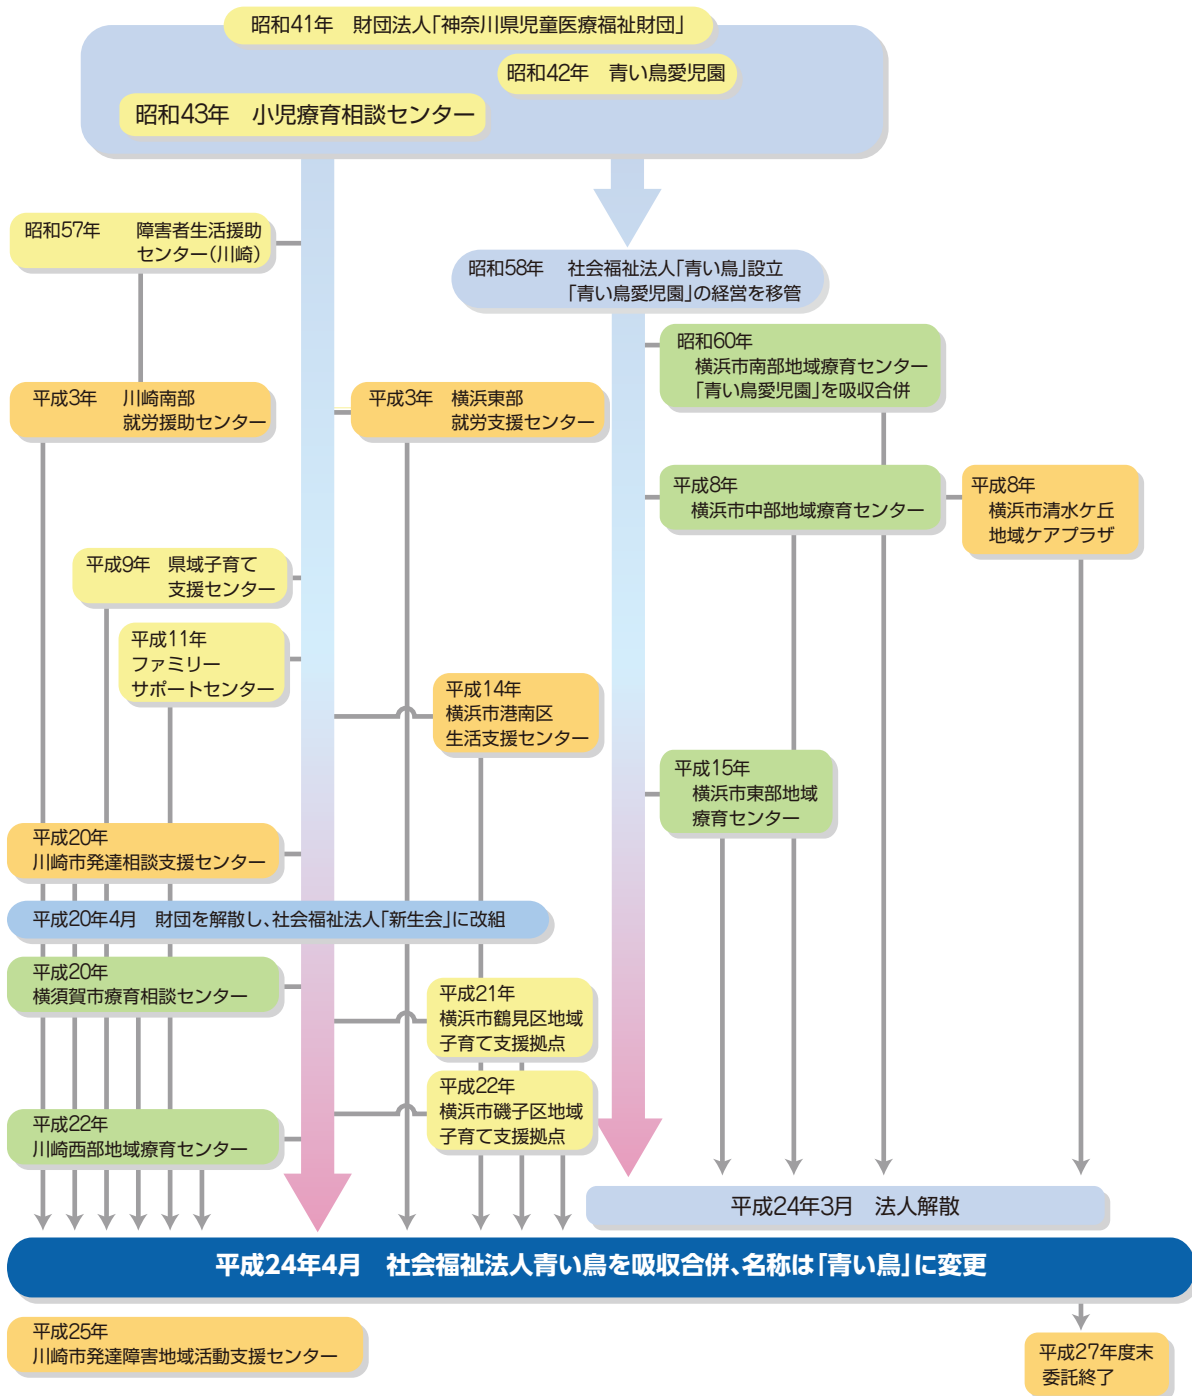 昭和41年　財団法人「神奈川県児童医療福祉財団」
昭和42年　青い鳥愛児園
昭和43年　小児療育相談センター
昭和57年　障害者生活援助
センター(川崎)
昭和58年　社会福祉法人「青い鳥」設立
「青い鳥愛児園」の経営を移管
昭和60年
横浜市南部地域療育センター
「青い鳥愛児園」を吸収合併
平成3年　川崎南部
就労援助センター
平成3年　横浜東部
就労支援センター
平成8年
横浜市中部地域療育センター
平成8年
横浜市清水ケ丘
地域ケアプラザ
平成9年　県域子育て
支援センター
平成11年
ファミリー
サポートセンター
平成14年
横浜市港南区
生活支援センター
平成15年
横浜市東部地域
療育センター
平成20年
川崎市発達相談支援センター
平成20年4月　財団を解散し、社会福祉法人「新生会」に改組
平成20年
横須賀市療育相談センター
平成21年
横浜市鶴見区地域
子育て支援拠点
平成22年
横浜市磯子区地域
子育て支援拠点
平成22年
川崎西部地域療育センター
平成24年3月　法人解散
平成24年4月　社会福祉法人青い鳥を吸収合併、名称は「青い鳥」に変更
平成25年
川崎市発達障害地域活動支援センター
平成27年度末
委託終了